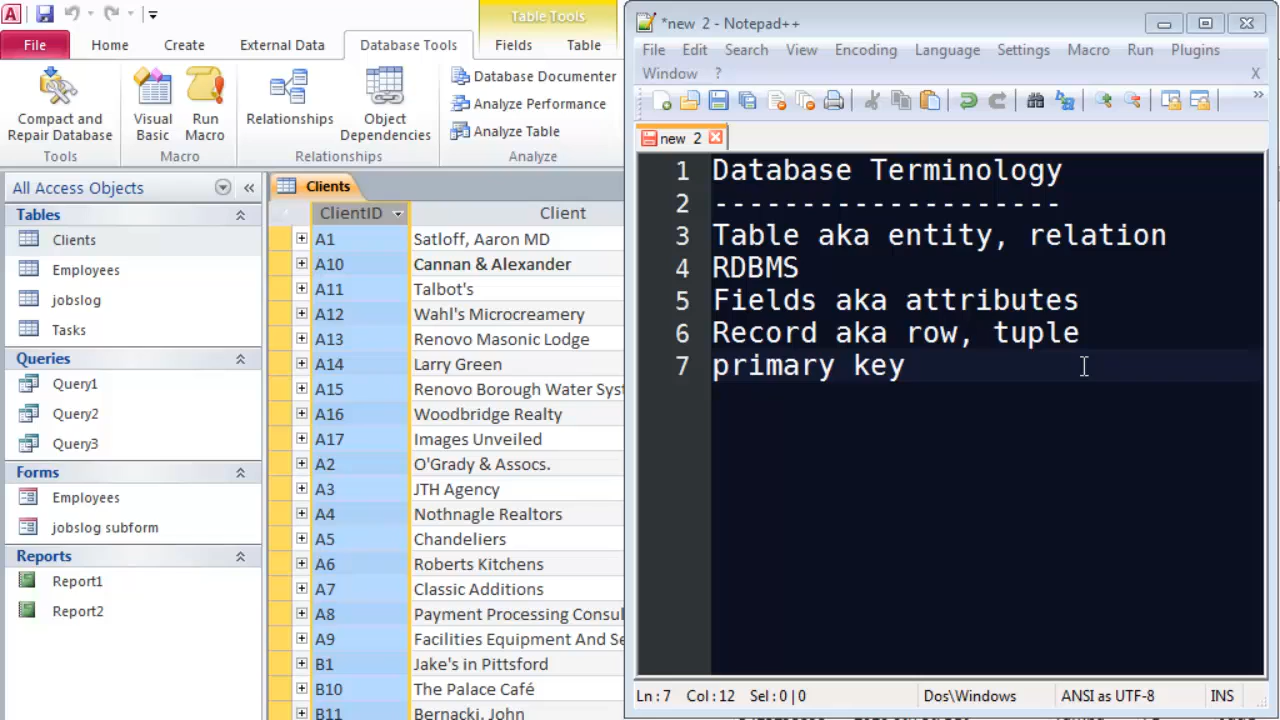 Table Tools
File
Home
Create
External Data
Database Tools
Fields
Table
Compact and
Repair Database
Tools
Visual
Basic
Run
Macro
Macro
Relationships
Object
Dependencies
Relationships
Database Documenter
Analyze Performance
Analyze Table
Analyze
All Access Objects
Tables
Clients
Employees
jobslog
Tasks
Queries
Query1
Query2
Query3
Forms
Employees
jobslog subform
Reports
Report1
Report2
Clients
ClientID Client
A1 Satloff, Aaron MD
A10 Cannan & Alexander
A11 Talbot's
A12 Wahl's Microcreamery
A13 Renovo Masonic Lodge
A14 Larry Green
A15 Renovo Borough Water Sys
A16 Woodbridge Realty
A17 Images Unveiled
A2 O'Grady & Assocs.
A3 JTH Agency
A4 Nothnagle Realtors
A5 Chandeliers
A6 Roberts Kitchens
A7 Classic Additions
A8 Payment Processing Consul
A9 Facilities Equipment And Se
B1 Jake's in Pittsford
B10 The Palace Café
B11 Bernacki, John
*new 2 - Notepad++
File Edit Search View Encoding Language Settings Macro Run Plugins
Window ? X
new 2
1 Database Terminology
2 --------------------
3 Table aka entity, relation
4 RDBMS
5 Fields aka attributes
6 Record aka row, tuple
7 primary key
Ln : 7 Col : 12 Sel : 0 | 0 Dos\Windows ANSI as UTF-8 INS